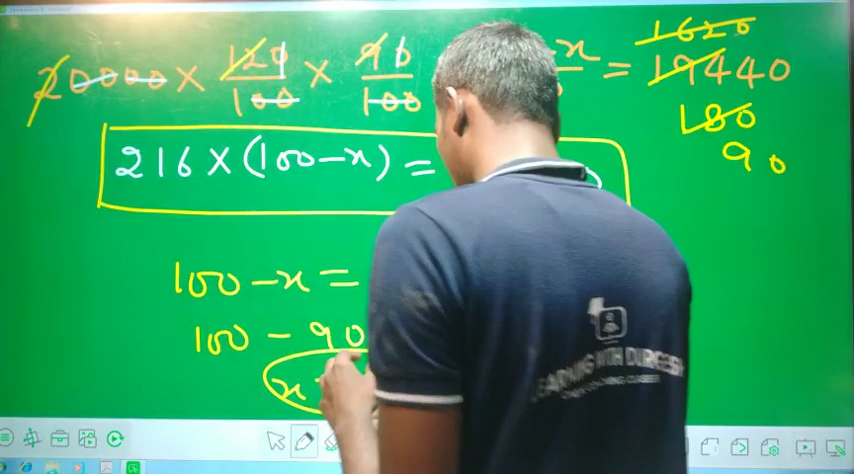 1620
20000 × 120/100 × 90/100 - x = 19440
180
90
216 × (100 - x) =
100 - x =
100 - 90
x
LEARNING WITH DURGESH